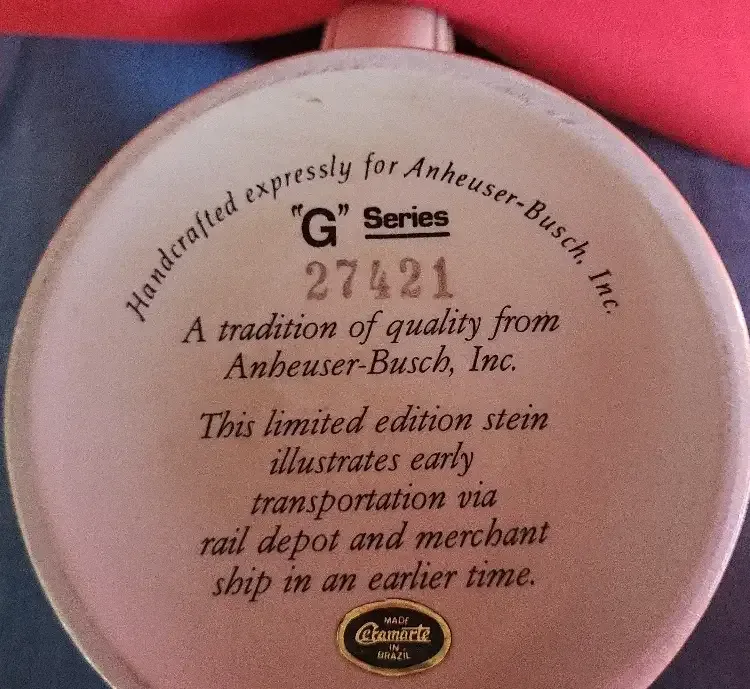 Handcrafted expressly for Anheuser-Busch, Inc.
"G" Series
27421
A tradition of quality from
Anheuser-Busch, Inc.
This limited edition stein
illustrates early
transportation via
rail depot and merchant
ship in an earlier time.
MADE
Ceramarte
IN
BRAZIL